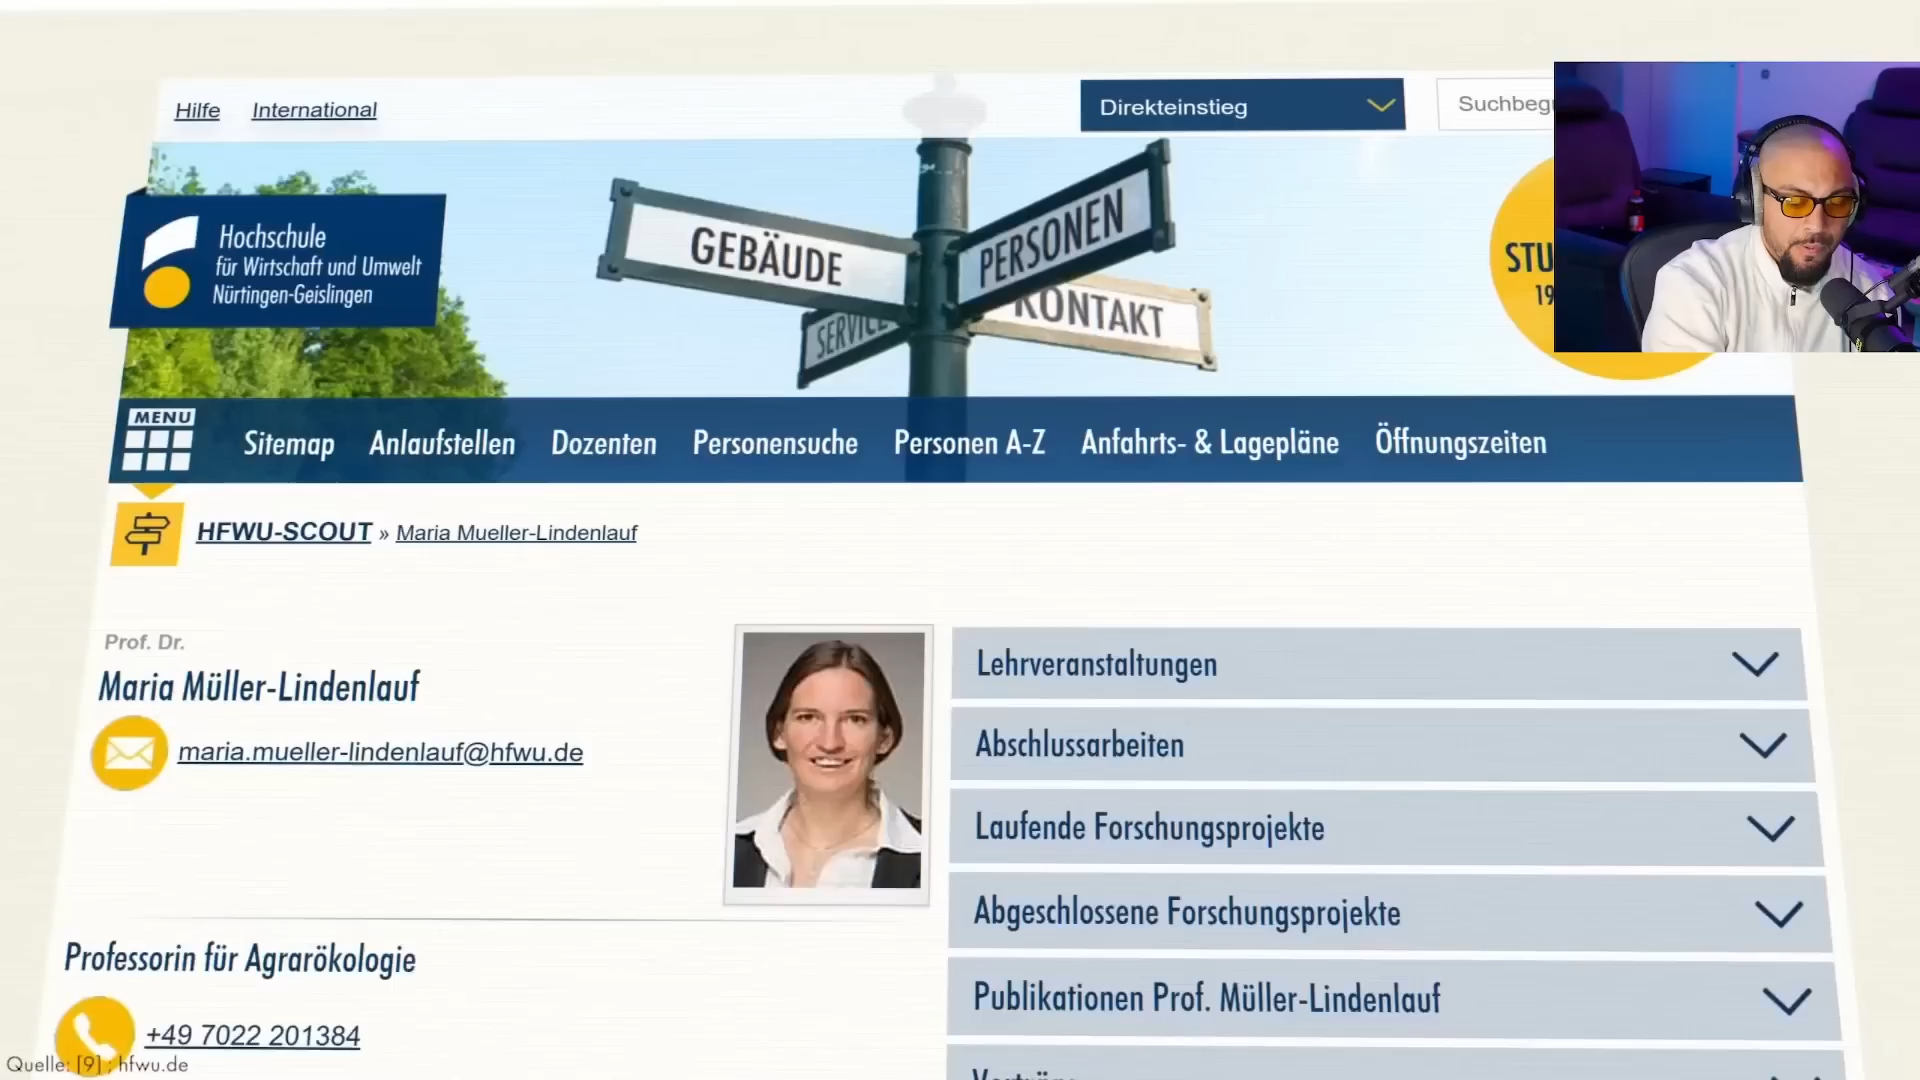 Hilfe
International
Direkteinstieg
GEBÄUDE
PERSONEN
SERVICE
KONTAKT
Hochschule
für Wirtschaft und Umwelt
Nürtingen-Geislingen
MENU
Sitemap
Anlaufstellen
Dozenten
Personensuche
Personen A-Z
Anfahrts- & Lagepläne
Öffnungszeiten
HFWU-SCOUT » Maria Mueller-Lindenlauf
Prof. Dr.
Maria Müller-Lindenlauf
maria.mueller-lindenlauf@hfwu.de
Professorin für Agrarökologie
+49 7022 201384
Lehrveranstaltungen
Abschlussarbeiten
Laufende Forschungsprojekte
Abgeschlossene Forschungsprojekte
Publikationen Prof. Müller-Lindenlauf
Quelle: [9] ; hfwu.de